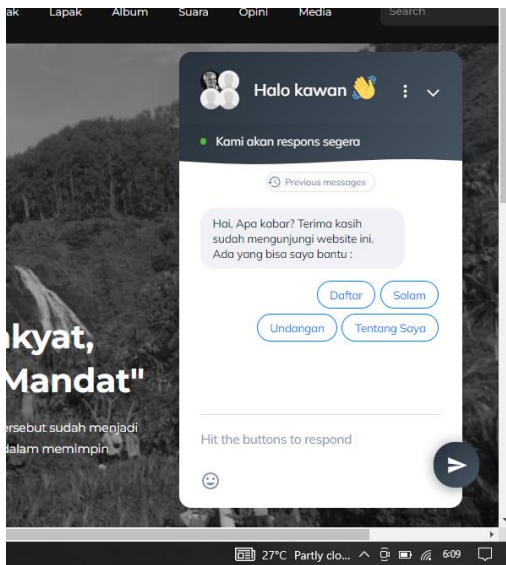 ak Lapak Album Suara Opini Media Search
Halo kawan 👋
Kami akan respons segera
Previous messages
Hai, Apa kabar? Terima kasih
sudah mengunjungi website ini.
Ada yang bisa saya bantu :
Daftar Salam
Undangan Tentang Saya
kyat,
Mandat"
ersebut sudah menjadi
dalam memimpin
Hit the buttons to respond
27°C Partly clo... 6:09